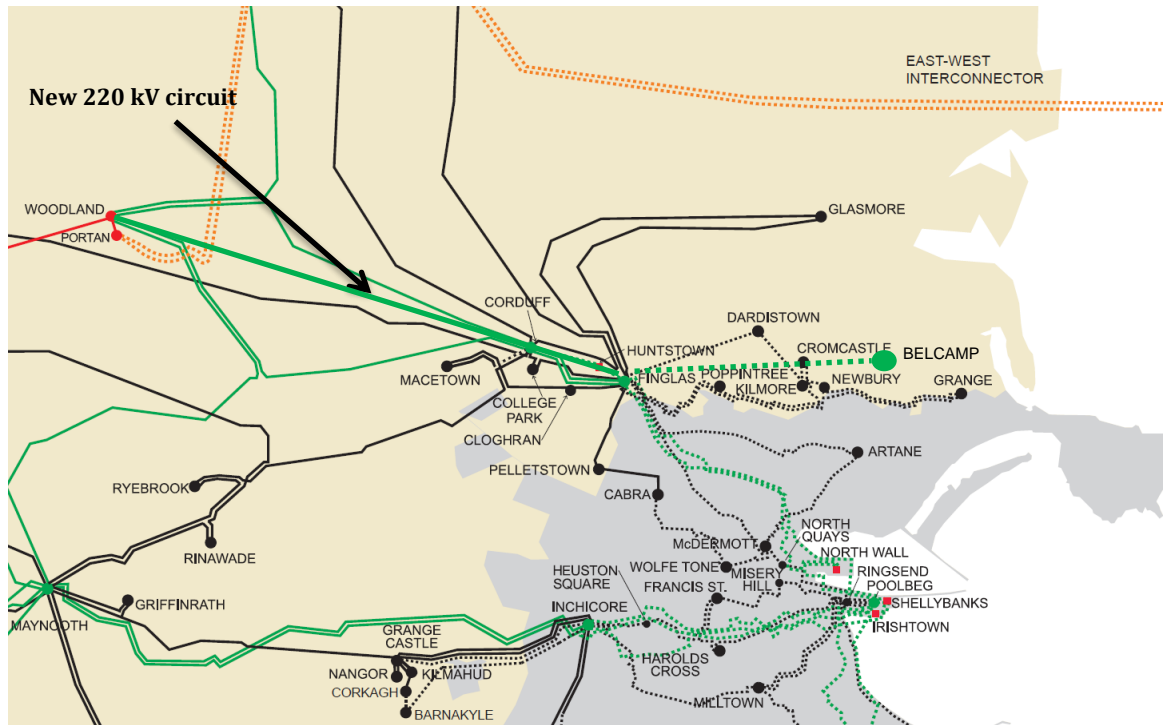 EAST-WEST
INTERCONNECTOR
New 220 kV circuit
WOODLAND
PORTAN
GLASMORE
CORDUFF
DARDISTOWN
HUNTSTOWN
CROMCASTLE
BELCAMP
MACETOWN
FINGLAS
POPPINTREE
KILMORE
NEWBURY
GRANGE
COLLEGE
PARK
CLOGHRAN
ARTANE
PELLETSTOWN
RYEBROOK
CABRA
RINAWADE
McDERMOTT
NORTH
QUAYS
NORTH WALL
WOLFE TONE
MISERY
HILL
HEUSTON
SQUARE
FRANCIS ST.
RINGSEND
POOLBEG
SHELLYBANKS
IRISHTOWN
INCHICORE
GRIFFINRATH
MAYNOOTH
GRANGE
CASTLE
NANGOR
KILMAHUD
CORKAGH
BARNAKYLE
HAROLDS
CROSS
MILLTOWN